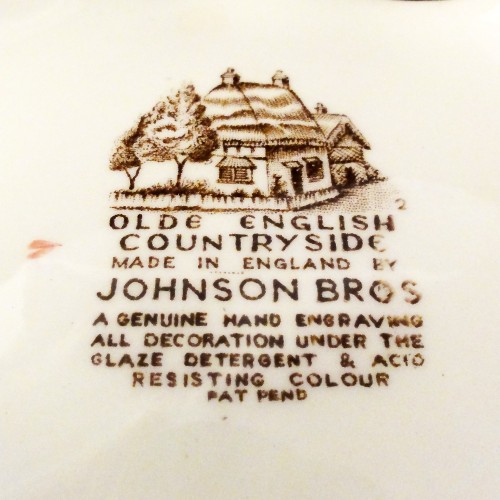 2
OLDE ENGLISH
COUNTRYSIDE
MADE IN ENGLAND BY
JOHNSON BROS
A GENUINE HAND ENGRAVING
ALL DECORATION UNDER THE
GLAZE DETERGENT & ACID
RESISTING COLOUR
PAT PEND